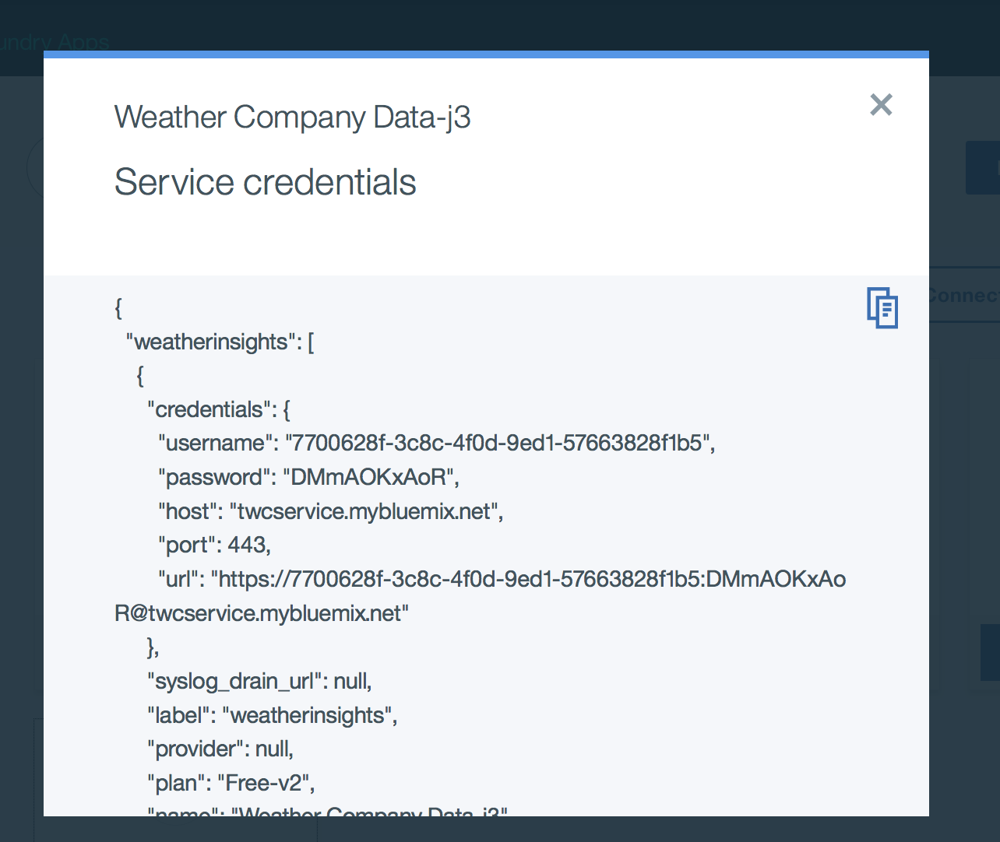 undry Apps
Weather Company Data-j3
Service credentials
Connec
{
"weatherinsights": [
{
"credentials": {
"username": "7700628f-3c8c-4f0d-9ed1-57663828f1b5",
"password": "DMmAOKxAoR",
"host": "twcservice.mybluemix.net",
"port": 443,
"url": "https://7700628f-3c8c-4f0d-9ed1-57663828f1b5:DMmAOKxAo
R@twcservice.mybluemix.net"
},
"syslog_drain_url": null,
"label": "weatherinsights",
"provider": null,
"plan": "Free-v2",
"name": "Weather Company Data-j3"